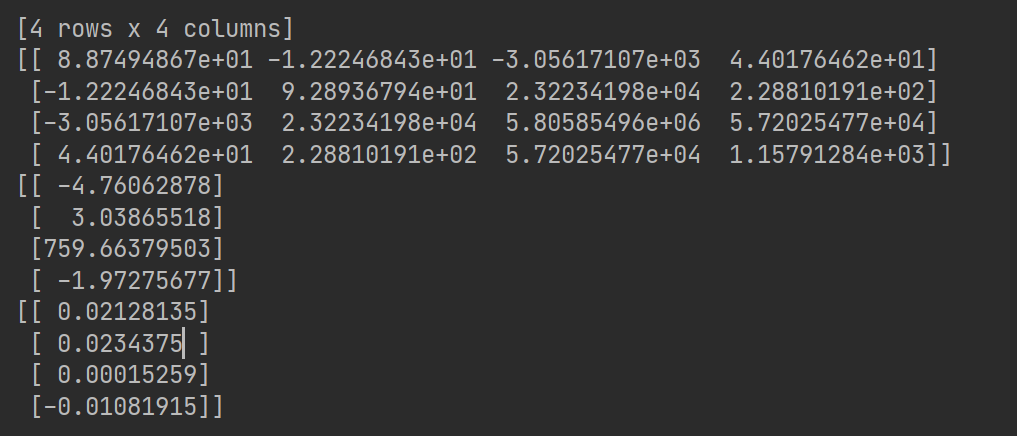 [4 rows x 4 columns]
[[ 8.87494867e+01 -1.22246843e+01 -3.05617107e+03  4.40176462e+01]
 [-1.22246843e+01  9.28936794e+01  2.32234198e+04  2.28810191e+02]
 [-3.05617107e+03  2.32234198e+04  5.80585496e+06  5.72025477e+04]
 [ 4.40176462e+01  2.28810191e+02  5.72025477e+04  1.15791284e+03]]
[[ -4.76062878]
 [  3.03865518]
 [759.66379503]
 [ -1.97275677]]
[[ 0.02128135]
 [ 0.0234375 ]
 [ 0.00015259]
 [-0.01081915]]